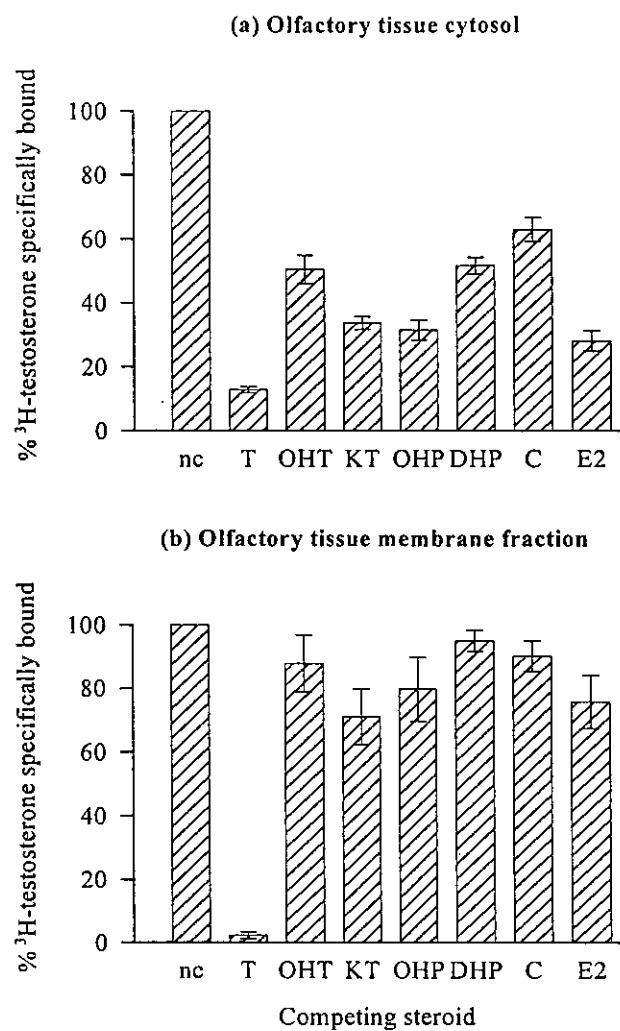 (a) Olfactory tissue cytosol
% ³H-testosterone specifically bound
100
80
60
40
20
0
nc T OHT KT OHP DHP C E2
(b) Olfactory tissue membrane fraction
% ³H-testosterone specifically bound
100
80
60
40
20
0
nc T OHT KT OHP DHP C E2
Competing steroid